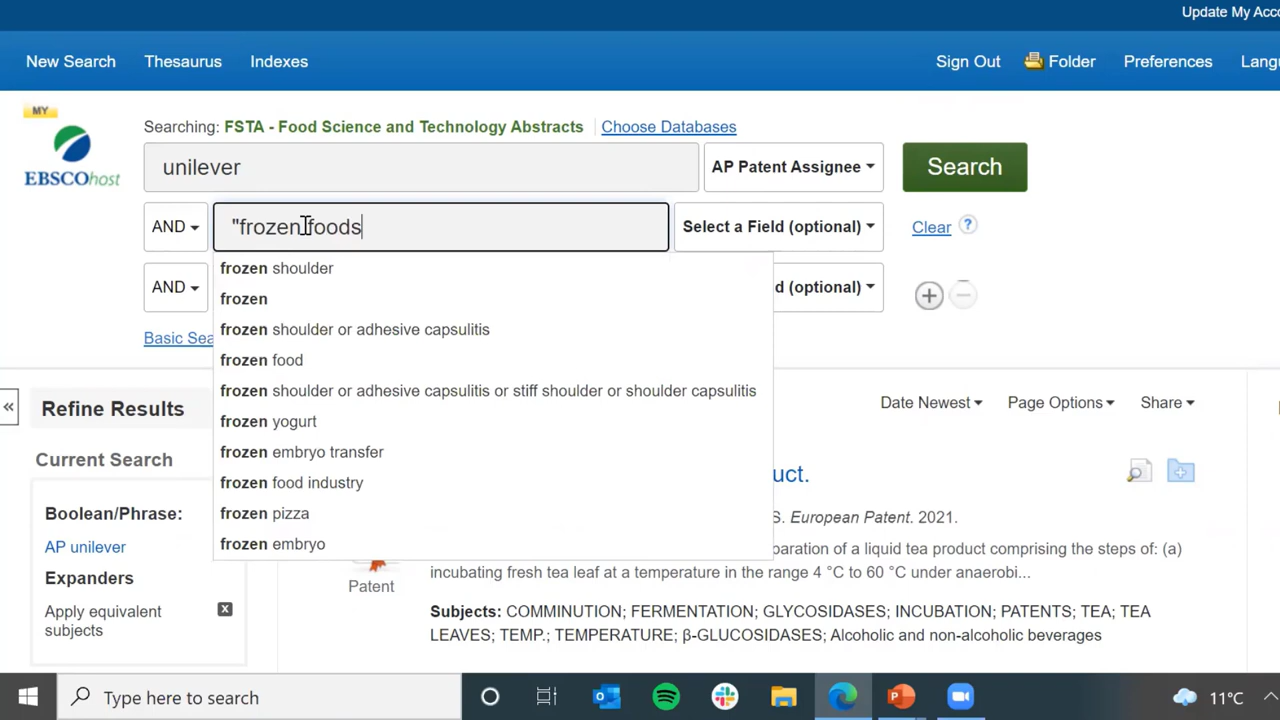 Update My Acco
New Search Thesaurus Indexes Sign Out Folder Preferences Langu
MY
EBSCOhost
Searching: FSTA - Food Science and Technology Abstracts Choose Databases
unilever AP Patent Assignee Search
AND "frozen foods Select a Field (optional) Clear ?
AND d (optional)
Basic Sea
frozen shoulder
frozen
frozen shoulder or adhesive capsulitis
frozen food
frozen shoulder or adhesive capsulitis or stiff shoulder or shoulder capsulitis
frozen yogurt
frozen embryo transfer
frozen food industry
frozen pizza
frozen embryo
« Refine Results
Current Search
Boolean/Phrase:
AP unilever
Expanders
Apply equivalent
subjects x
Date Newest Page Options Share
uct.
S. European Patent. 2021.
paration of a liquid tea product comprising the steps of: (a)
incubating fresh tea leaf at a temperature in the range 4 °C to 60 °C under anaerobi...
Patent
Subjects: COMMINUTION; FERMENTATION; GLYCOSIDASES; INCUBATION; PATENTS; TEA; TEA
LEAVES; TEMP.; TEMPERATURE; β-GLUCOSIDASES; Alcoholic and non-alcoholic beverages
Type here to search 11°C